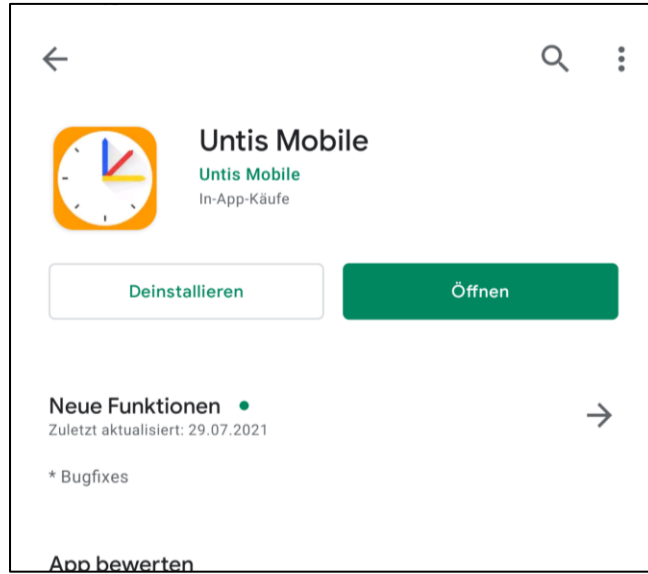 Untis Mobile
Untis Mobile
In-App-Käufe
Deinstallieren
Öffnen
Neue Funktionen
Zuletzt aktualisiert: 29.07.2021
* Bugfixes
App bewerten